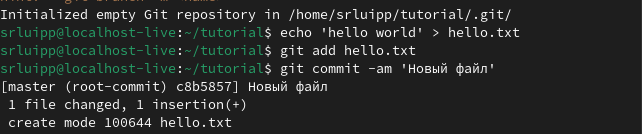 Initialized empty Git repository in /home/srluipp/tutorial/.git/
srluipp@localhost-live:~/tutorial$ echo 'hello world' > hello.txt
srluipp@localhost-live:~/tutorial$ git add hello.txt
srluipp@localhost-live:~/tutorial$ git commit -am 'Новый файл'
[master (root-commit) c8b5857] Новый файл
1 file changed, 1 insertion(+)
create mode 100644 hello.txt